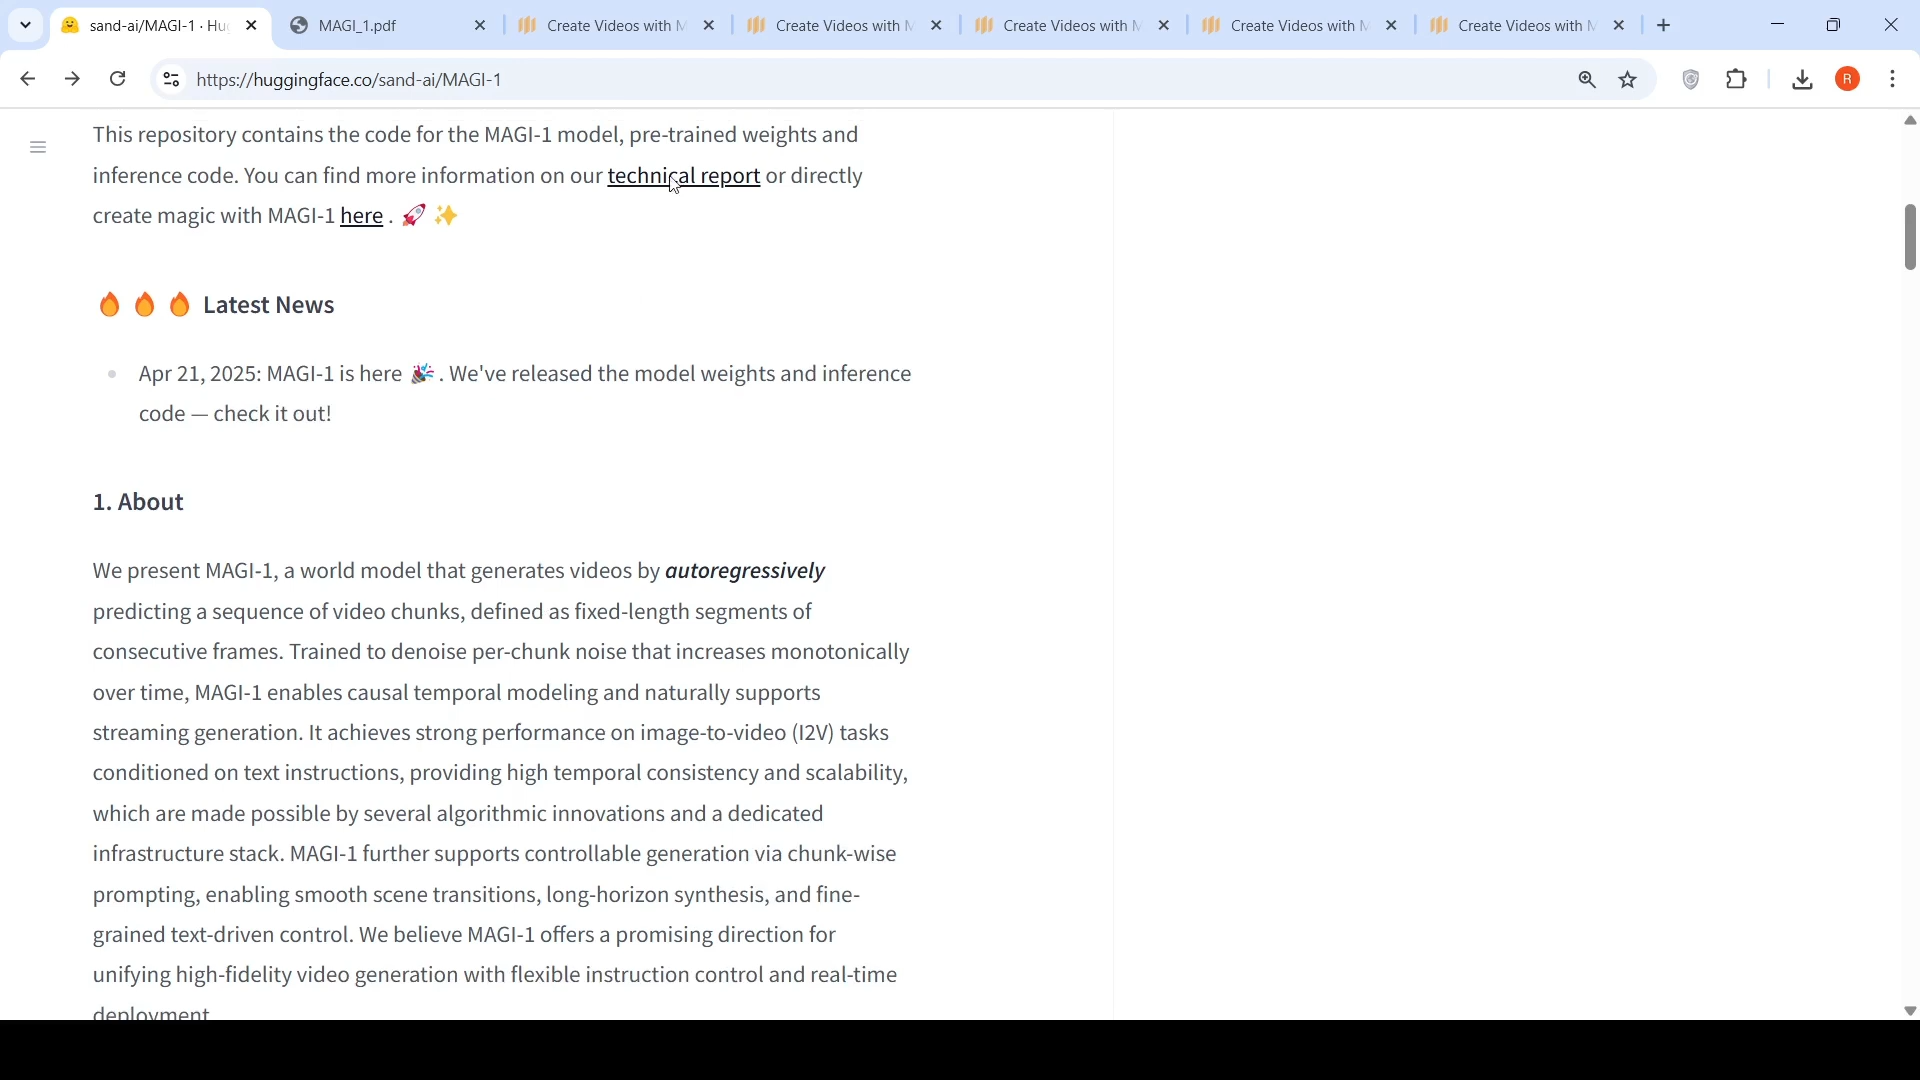 sand-ai/MAGI-1 · Hu
MAGI_1.pdf
Create Videos with M
Create Videos with M
Create Videos with M
Create Videos with M
Create Videos with M
https://huggingface.co/sand-ai/MAGI-1
R
This repository contains the code for the MAGI-1 model, pre-trained weights and
inference code. You can find more information on our technical report or directly
create magic with MAGI-1 here . 🚀 ✨
🔥 🔥 🔥 Latest News
Apr 21, 2025: MAGI-1 is here 🎉 . We've released the model weights and inference
code — check it out!
1. About
We present MAGI-1, a world model that generates videos by autoregressively
predicting a sequence of video chunks, defined as fixed-length segments of
consecutive frames. Trained to denoise per-chunk noise that increases monotonically
over time, MAGI-1 enables causal temporal modeling and naturally supports
streaming generation. It achieves strong performance on image-to-video (I2V) tasks
conditioned on text instructions, providing high temporal consistency and scalability,
which are made possible by several algorithmic innovations and a dedicated
infrastructure stack. MAGI-1 further supports controllable generation via chunk-wise
prompting, enabling smooth scene transitions, long-horizon synthesis, and fine-
grained text-driven control. We believe MAGI-1 offers a promising direction for
unifying high-fidelity video generation with flexible instruction control and real-time
deployment